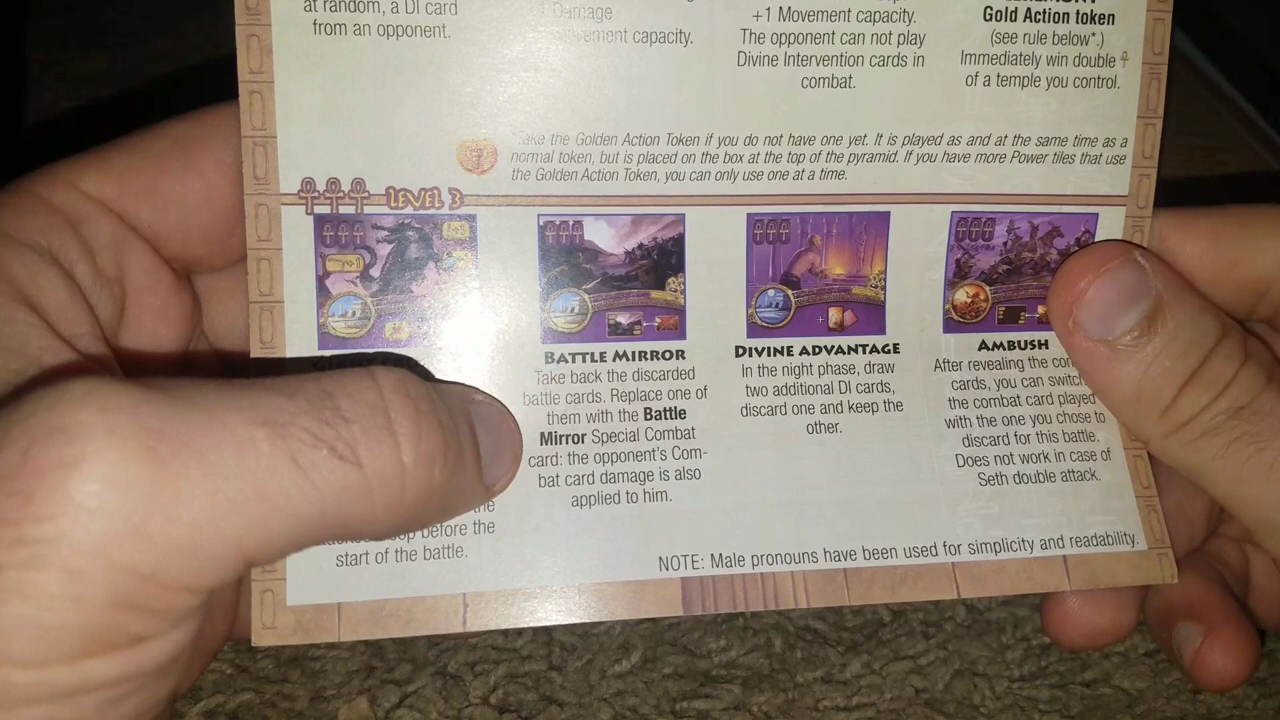 at random, a DI card
from an opponent.
Damage
capacity.
+1 Movement capacity.
The opponent can not play
Divine Intervention cards in
combat.
Gold Action token
(see rule below*.)
Immediately win double
of a temple you control.
the Golden Action Token if you do not have one yet. It is played as and at the same time as a
normal token, but is placed on the box at the top of the pyramid. If you have more Power tiles that use
the Golden Action Token, you can only use one at a time.
LEVEL 3
before the
start of the battle.
BATTLE MIRROR
Take back the discarded
battle cards. Replace one of
them with the Battle
Mirror Special Combat
card: the opponent's Com-
bat card damage is also
applied to him.
DIVINE ADVANTAGE
In the night phase, draw
two additional DI cards,
discard one and keep the
other.
AMBUSH
After revealing the
cards, you can
the combat card played
with the one you chose to
discard for this battle.
Does not work in case of
Seth double attack.
NOTE: Male pronouns have been used for simplicity and readability.